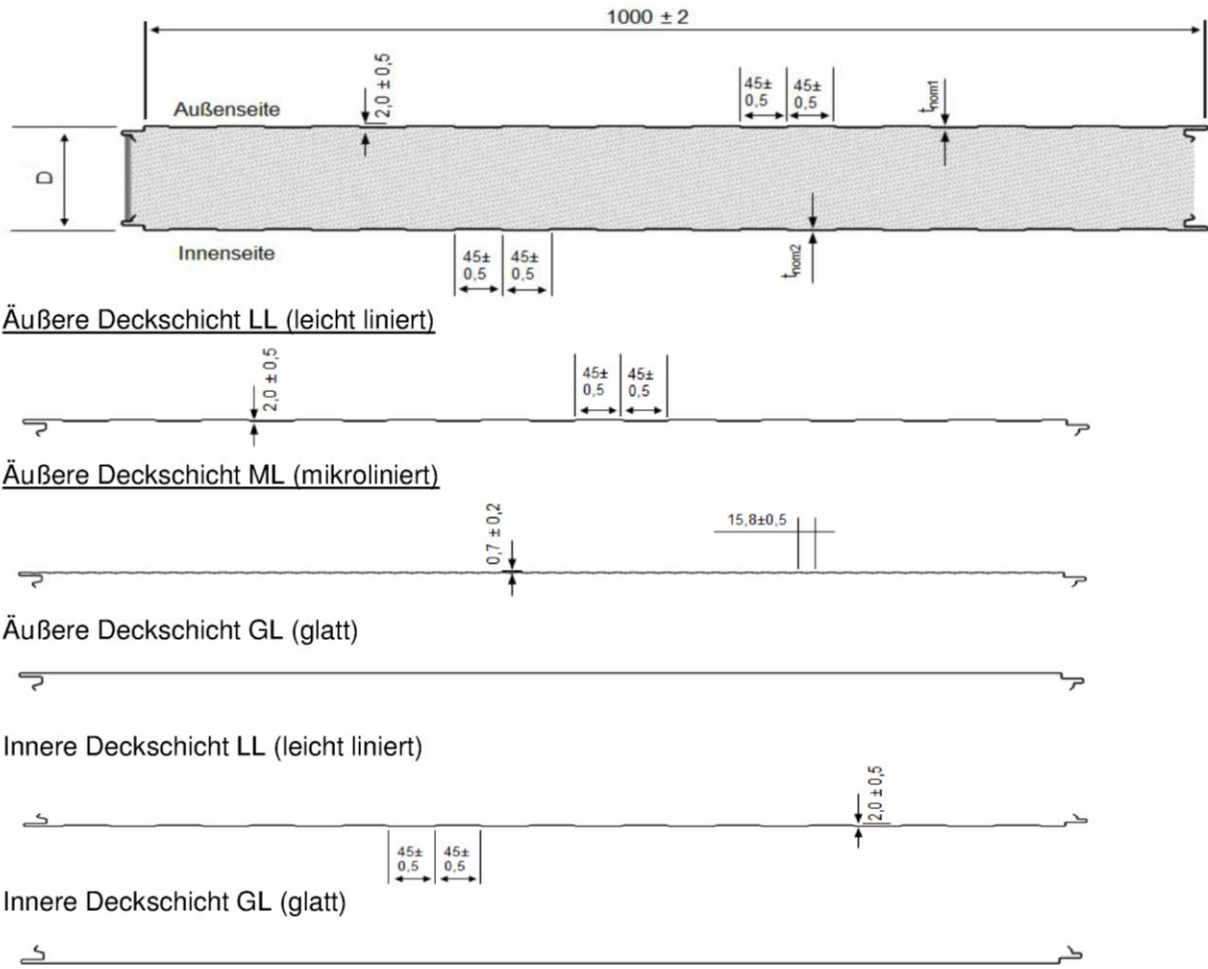 1000 ± 2
2,0 ± 0,5
45±
0,5
45±
0,5
tnom1
Außenseite
D
Innenseite
45±
0,5
45±
0,5
tnom2
Äußere Deckschicht LL (leicht liniert)
2,0 ± 0,5
45±
0,5
45±
0,5
Äußere Deckschicht ML (mikroliniert)
0,7 ± 0,2
15,8±0,5
Äußere Deckschicht GL (glatt)
Innere Deckschicht LL (leicht liniert)
2,0 ± 0,5
45±
0,5
45±
0,5
Innere Deckschicht GL (glatt)